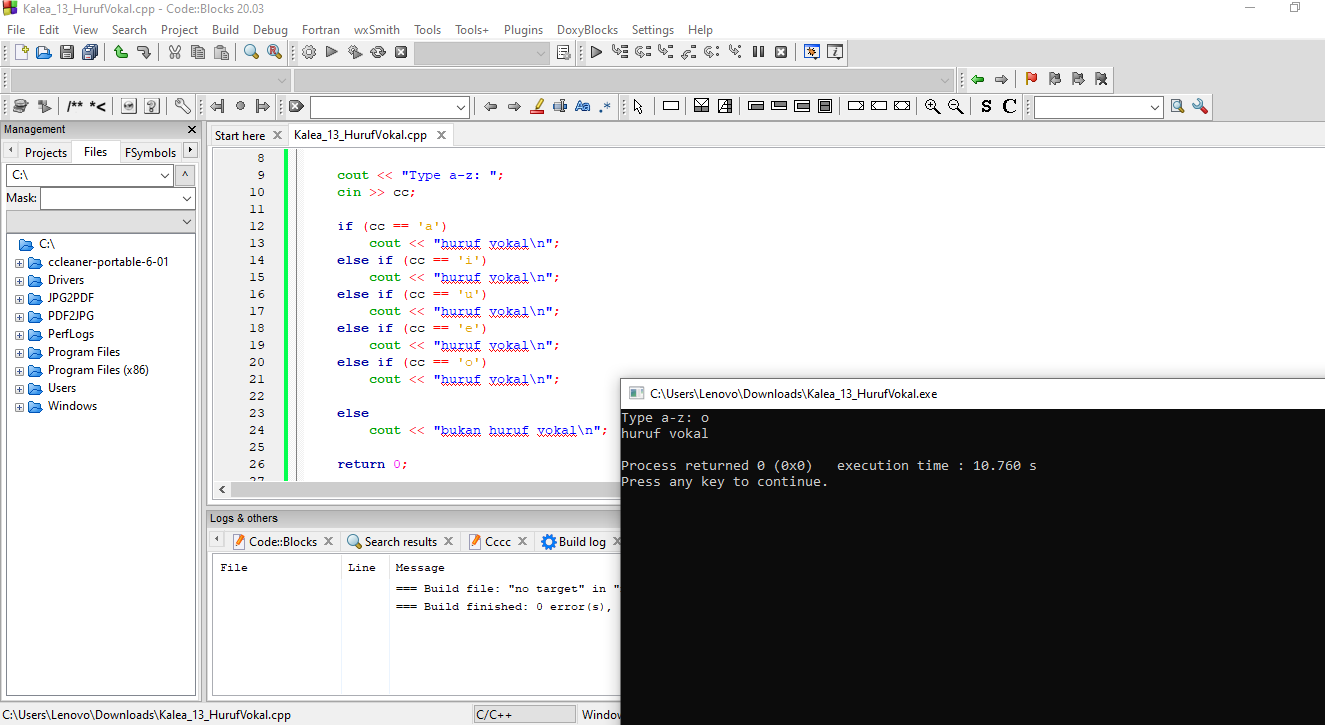 Kalea_13_HurufVokal.cpp - Code::Blocks 20.03
File Edit View Search Project Build Debug Fortran wxSmith Tools Tools+ Plugins DoxyBlocks Settings Help
/** *<
Aa .*
S C
Management
Projects Files FSymbols
C:\
Mask:
C:\
ccleaner-portable-6-01
Drivers
JPG2PDF
PDF2JPG
PerfLogs
Program Files
Program Files (x86)
Users
Windows
Start here Kalea_13_HurufVokal.cpp
8
9 cout << "Type a-z: ";
10 cin >> cc;
11
12 if (cc == 'a')
13 cout << "huruf vokal\n";
14 else if (cc == 'i')
15 cout << "huruf vokal\n";
16 else if (cc == 'u')
17 cout << "huruf vokal\n";
18 else if (cc == 'e')
19 cout << "huruf vokal\n";
20 else if (cc == 'o')
21 cout << "huruf vokal\n";
22
23 else
24 cout << "bukan huruf vokal\n";
25
26 return 0;
27
C:\Users\Lenovo\Downloads\Kalea_13_HurufVokal.exe
Type a-z: o
huruf vokal
Process returned 0 (0x0) execution time : 10.760 s
Press any key to continue.
Logs & others
Code::Blocks Search results Cccc Build log
File Line Message
=== Build file: "no target" in "
=== Build finished: 0 error(s),
C:\Users\Lenovo\Downloads\Kalea_13_HurufVokal.cpp C/C++ Window